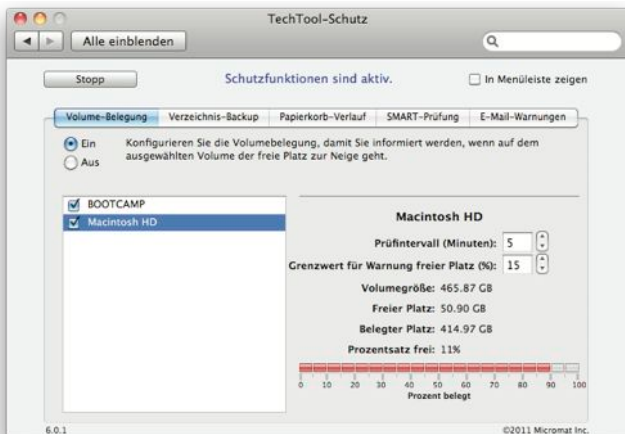 TechTool-Schutz
Alle einblenden
Stopp
Schutzfunktionen sind aktiv.
In Menüleiste zeigen
Volume-Belegung
Verzeichnis-Backup
Papierkorb-Verlauf
SMART-Prüfung
E-Mail-Warnungen
Ein
Aus
Konfigurieren Sie die Volumebelegung, damit Sie informiert werden, wenn auf dem
ausgewählten Volume der freie Platz zur Neige geht.
BOOTCAMP
Macintosh HD
Macintosh HD
Prüfintervall (Minuten): 5
Grenzwert für Warnung freier Platz (%): 15
Volumegröße: 465.87 GB
Freier Platz: 50.90 GB
Belegter Platz: 414.97 GB
Prozentsatz frei: 11%
0 10 20 30 40 50 60 70 80 90 100
Prozent belegt
6.0.1
©2011 Micromat Inc.